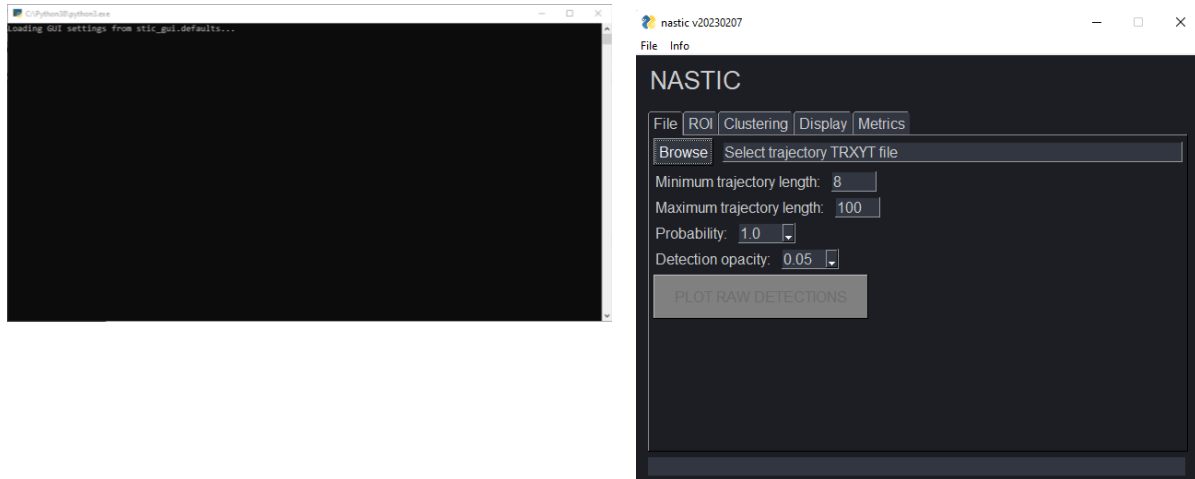 C:\Python38\python3.exe
Loading GUI settings from stic_gui.defaults...
nastic v20230207
File Info
NASTIC
File ROI Clustering Display Metrics
Browse Select trajectory TRXYT file
Minimum trajectory length: 8
Maximum trajectory length: 100
Probability: 1.0
Detection opacity: 0.05
PLOT RAW DETECTIONS